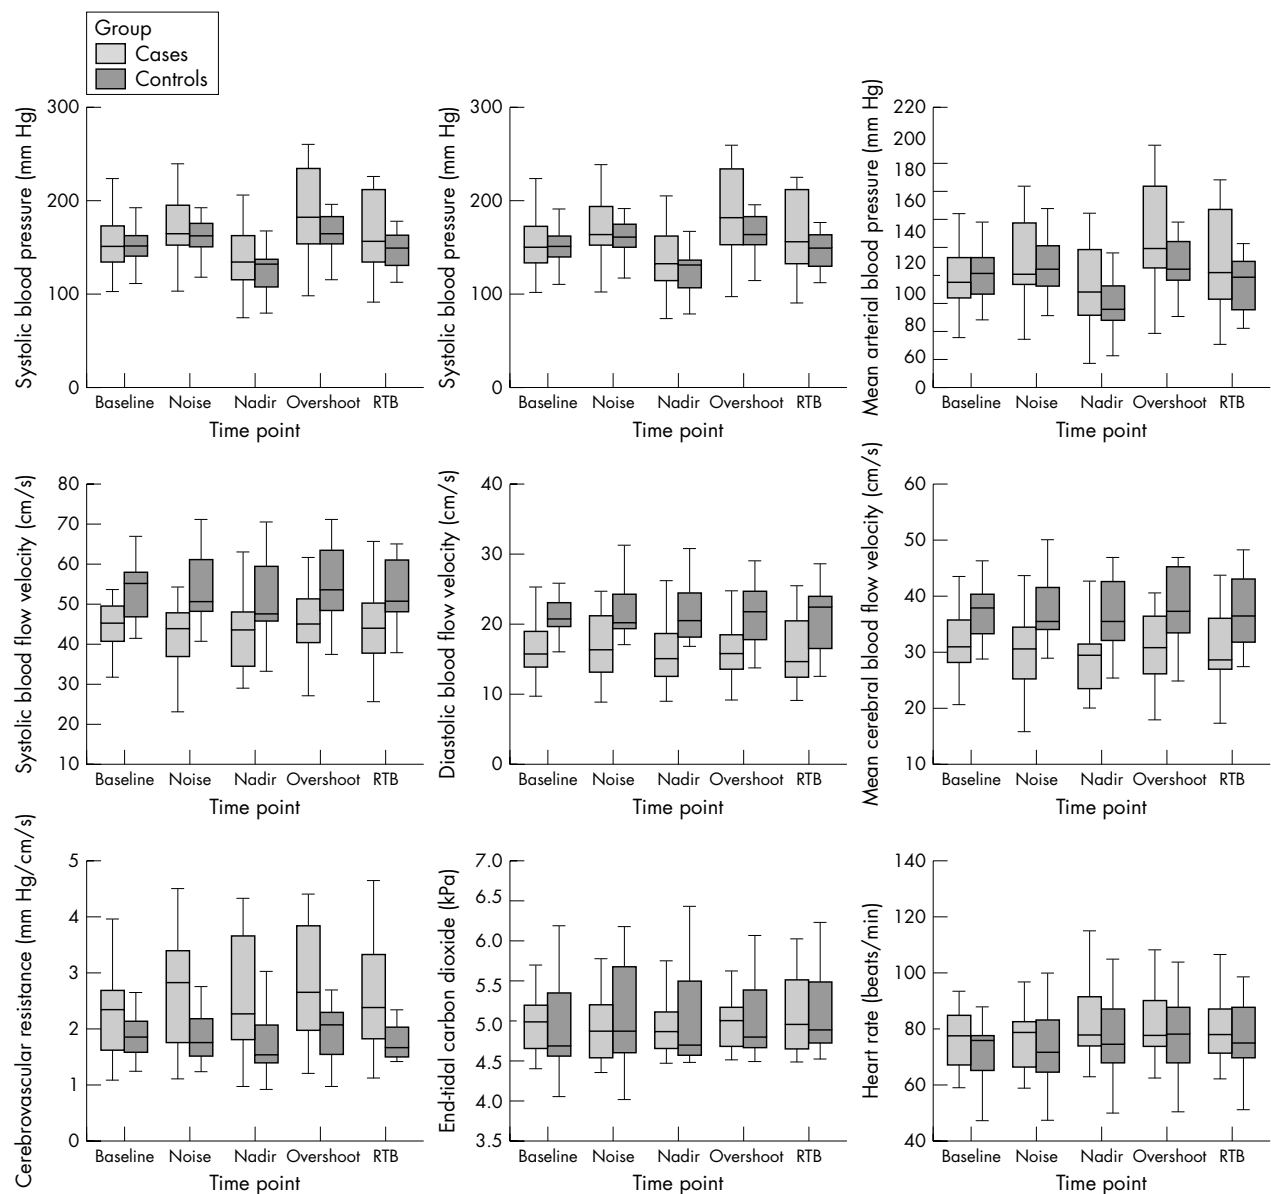 Group
Cases
Controls
Systolic blood pressure (mm Hg)
300
200
100
0
Baseline Noise Nadir Overshoot RTB
Time point
Systolic blood pressure (mm Hg)
300
200
100
0
Baseline Noise Nadir Overshoot RTB
Time point
Mean arterial blood pressure (mm Hg)
220
200
180
160
140
120
100
80
60
0
Baseline Noise Nadir Overshoot RTB
Time point
Systolic blood flow velocity (cm/s)
80
70
60
50
40
30
20
10
Baseline Noise Nadir Overshoot RTB
Time point
Diastolic blood flow velocity (cm/s)
40
30
20
10
0
Baseline Noise Nadir Overshoot RTB
Time point
Mean cerebral blood flow velocity (cm/s)
60
50
40
30
20
10
Baseline Noise Nadir Overshoot RTB
Time point
Cerebrovascular resistance (mm Hg/cm/s)
5
4
3
2
1
0
Baseline Noise Nadir Overshoot RTB
Time point
End-tidal carbon dioxide (kPa)
7.0
6.5
6.0
5.5
5.0
4.5
4.0
3.5
Baseline Noise Nadir Overshoot RTB
Time point
Heart rate (beats/min)
140
120
100
80
60
40
Baseline Noise Nadir Overshoot RTB
Time point